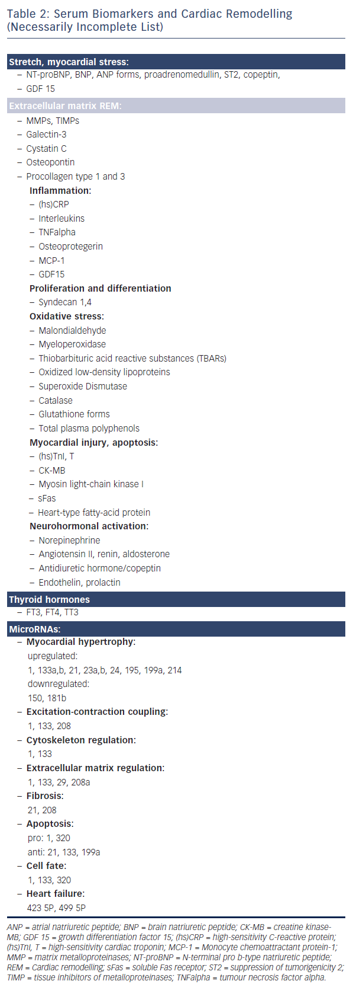 Table 2: Serum Biomarkers and Cardiac Remodelling
(Necessarily Incomplete List)
Stretch, myocardial stress:
– NT-proBNP, BNP, ANP forms, proadrenomedullin, ST2, copeptin,
– GDF 15
Extracellular matrix REM:
– MMPs, TIMPs
– Galectin-3
– Cystatin C
– Osteopontin
– Procollagen type 1 and 3
Inflammation:
– (hs)CRP
– Interleukins
– TNFalpha
– Osteoprotegerin
– MCP-1
– GDF15
Proliferation and differentiation
– Syndecan 1,4
Oxidative stress:
– Malondialdehyde
– Myeloperoxidase
– Thiobarbituric acid reactive substances (TBARs)
– Oxidized low-density lipoproteins
– Superoxide Dismutase
– Catalase
– Glutathione forms
– Total plasma polyphenols
Myocardial injury, apoptosis:
– (hs)TnI, T
– CK-MB
– Myosin light-chain kinase I
– sFas
– Heart-type fatty-acid protein
Neurohormonal activation:
– Norepinephrine
– Angiotensin II, renin, aldosterone
– Antidiuretic hormone/copeptin
– Endothelin, prolactin
Thyroid hormones
– FT3, FT4, TT3
MicroRNAs:
– Myocardial hypertrophy:
upregulated:
1, 133a,b, 21, 23a,b, 24, 195, 199a, 214
downregulated:
150, 181b
– Excitation-contraction coupling:
1, 133, 208
– Cytoskeleton regulation:
1, 133
– Extracellular matrix regulation:
1, 133, 29, 208a
– Fibrosis:
21, 208
– Apoptosis:
pro: 1, 320
anti: 21, 133, 199a
– Cell fate:
1, 133, 320
– Heart failure:
423 5P, 499 5P
ANP = atrial natriuretic peptide; BNP = brain natriuretic peptide; CK-MB = creatine kinase-
MB; GDF 15 = growth differentiation factor 15; (hs)CRP = high-sensitivity C-reactive protein;
(hs)TnI, T = high-sensitivity cardiac troponin; MCP-1 = Monocyte chemoattractant protein-1;
MMP = matrix metalloproteinases; NT-proBNP = N-terminal pro b-type natriuretic peptide;
REM = Cardiac remodelling; sFas = soluble Fas receptor; ST2 = suppression of tumorigenicity 2;
TIMP = tissue inhibitors of metalloproteinases; TNFalpha = tumour necrosis factor alpha.